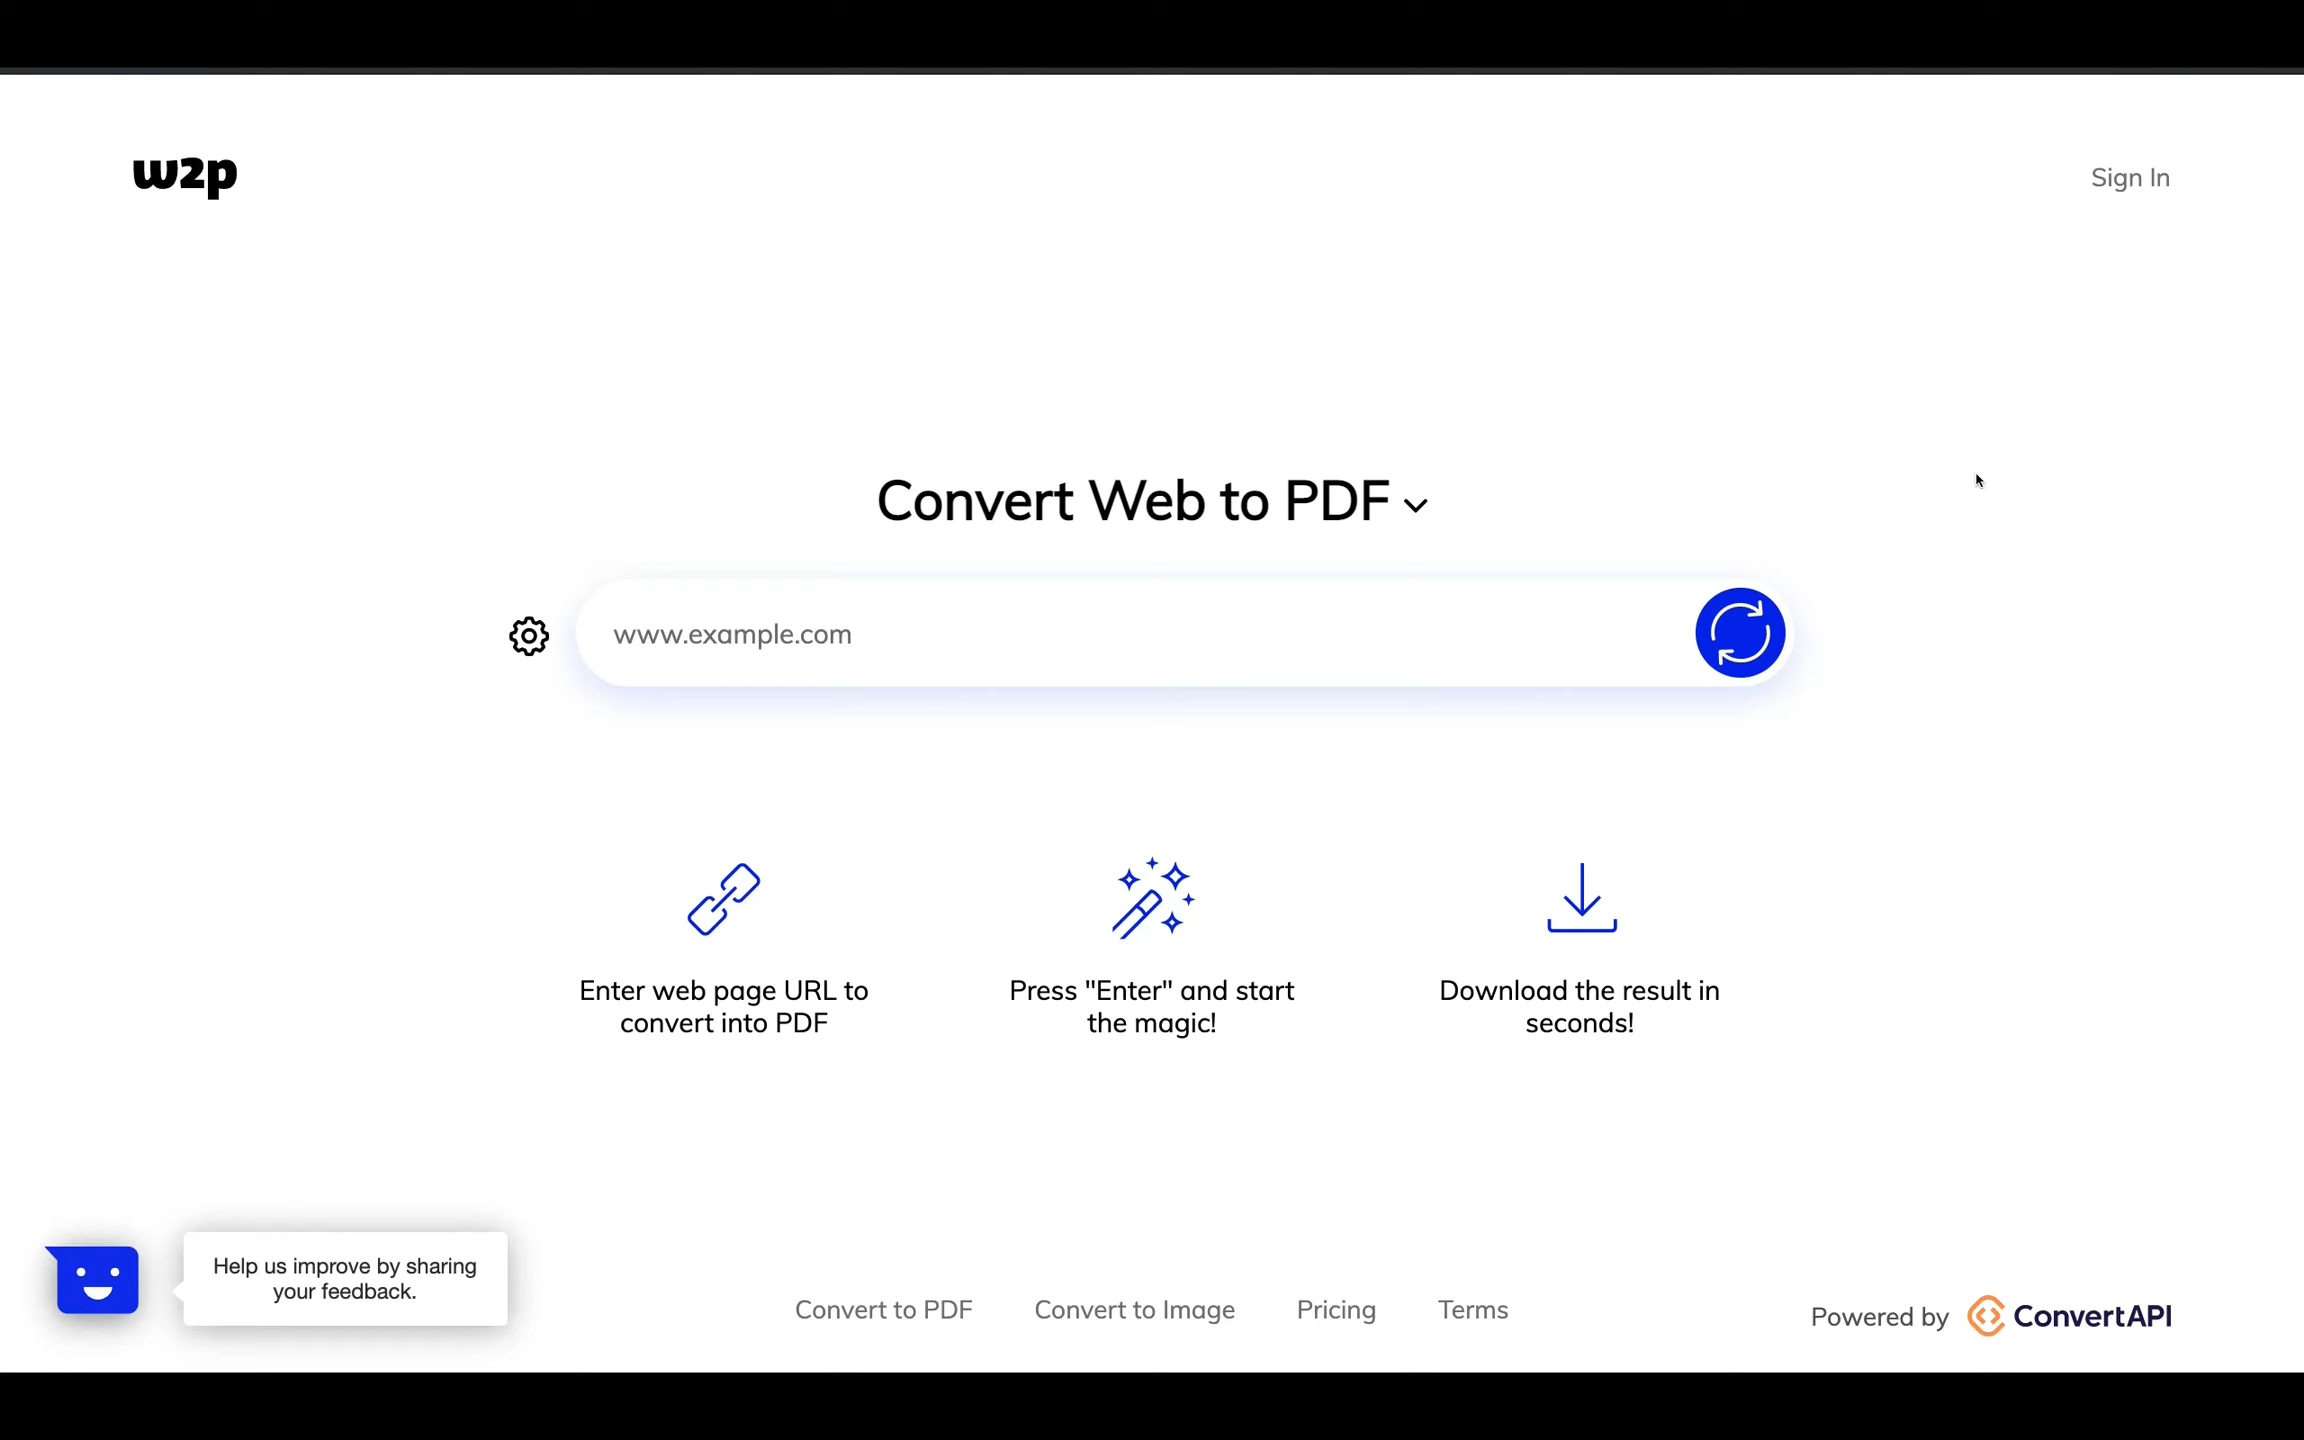 w2p
Sign In
Convert Web to PDF
www.example.com
Enter web page URL to
convert into PDF
Press "Enter" and start
the magic!
Download the result in
seconds!
Help us improve by sharing
your feedback.
Convert to PDF
Convert to Image
Pricing
Terms
Powered by ConvertAPI